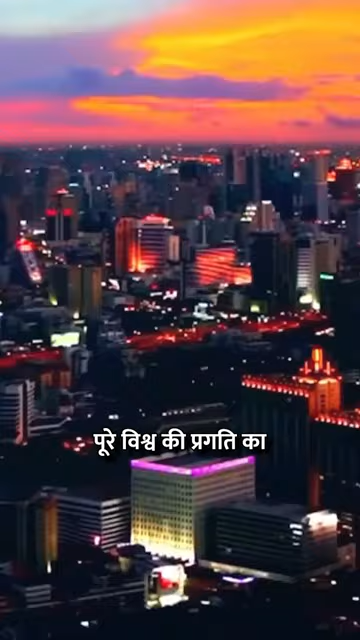 पूरे विश्व की प्रगति का